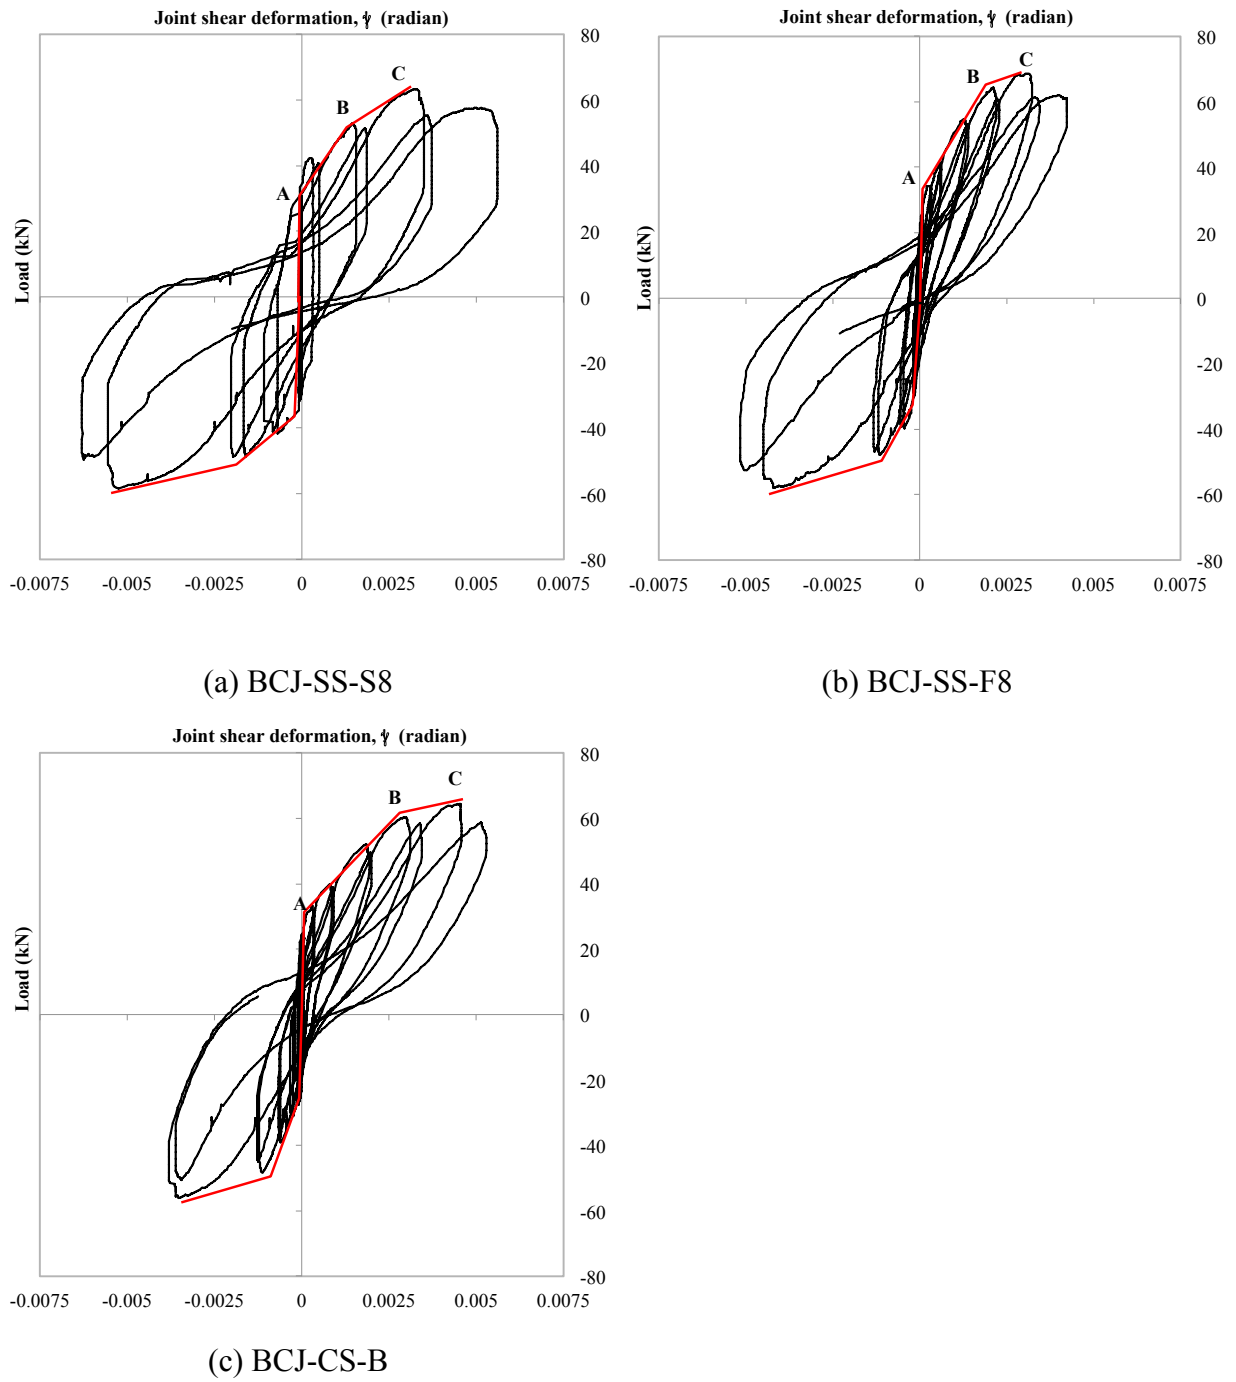 Joint shear deformation, γ (radian)
80
60
40
20
0
-20
-40
-60
-80
Load (kN)
A
B
C
-0.0075 -0.005 -0.0025 0 0.0025 0.005 0.0075
(a) BCJ-SS-S8
Joint shear deformation, γ (radian)
80
60
40
20
0
-20
-40
-60
-80
Load (kN)
A
B
C
-0.0075 -0.005 -0.0025 0 0.0025 0.005 0.0075
(b) BCJ-SS-F8
Joint shear deformation, γ (radian)
80
60
40
20
0
-20
-40
-60
-80
Load (kN)
A
B
C
-0.0075 -0.005 -0.0025 0 0.0025 0.005 0.0075
(c) BCJ-CS-B